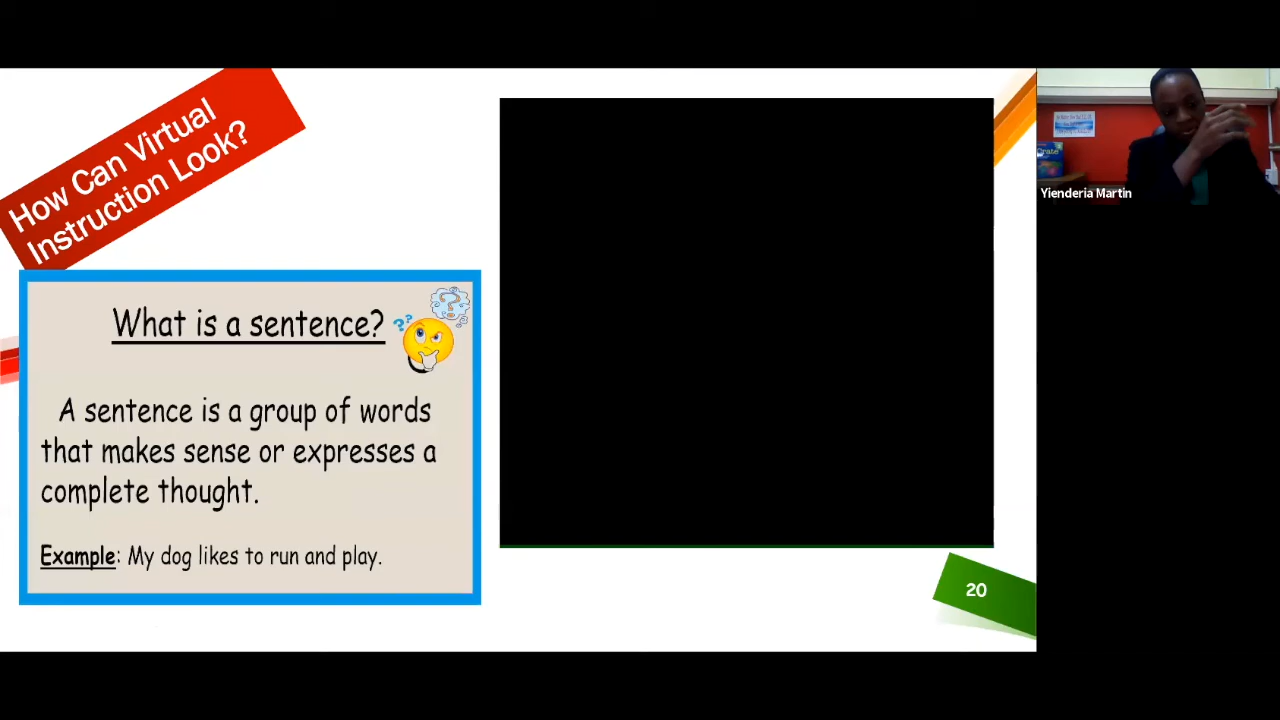 How Can Virtual
Instruction Look?
What is a sentence?
A sentence is a group of words
that makes sense or expresses a
complete thought.
Example: My dog likes to run and play.
20
Yienderia Martin